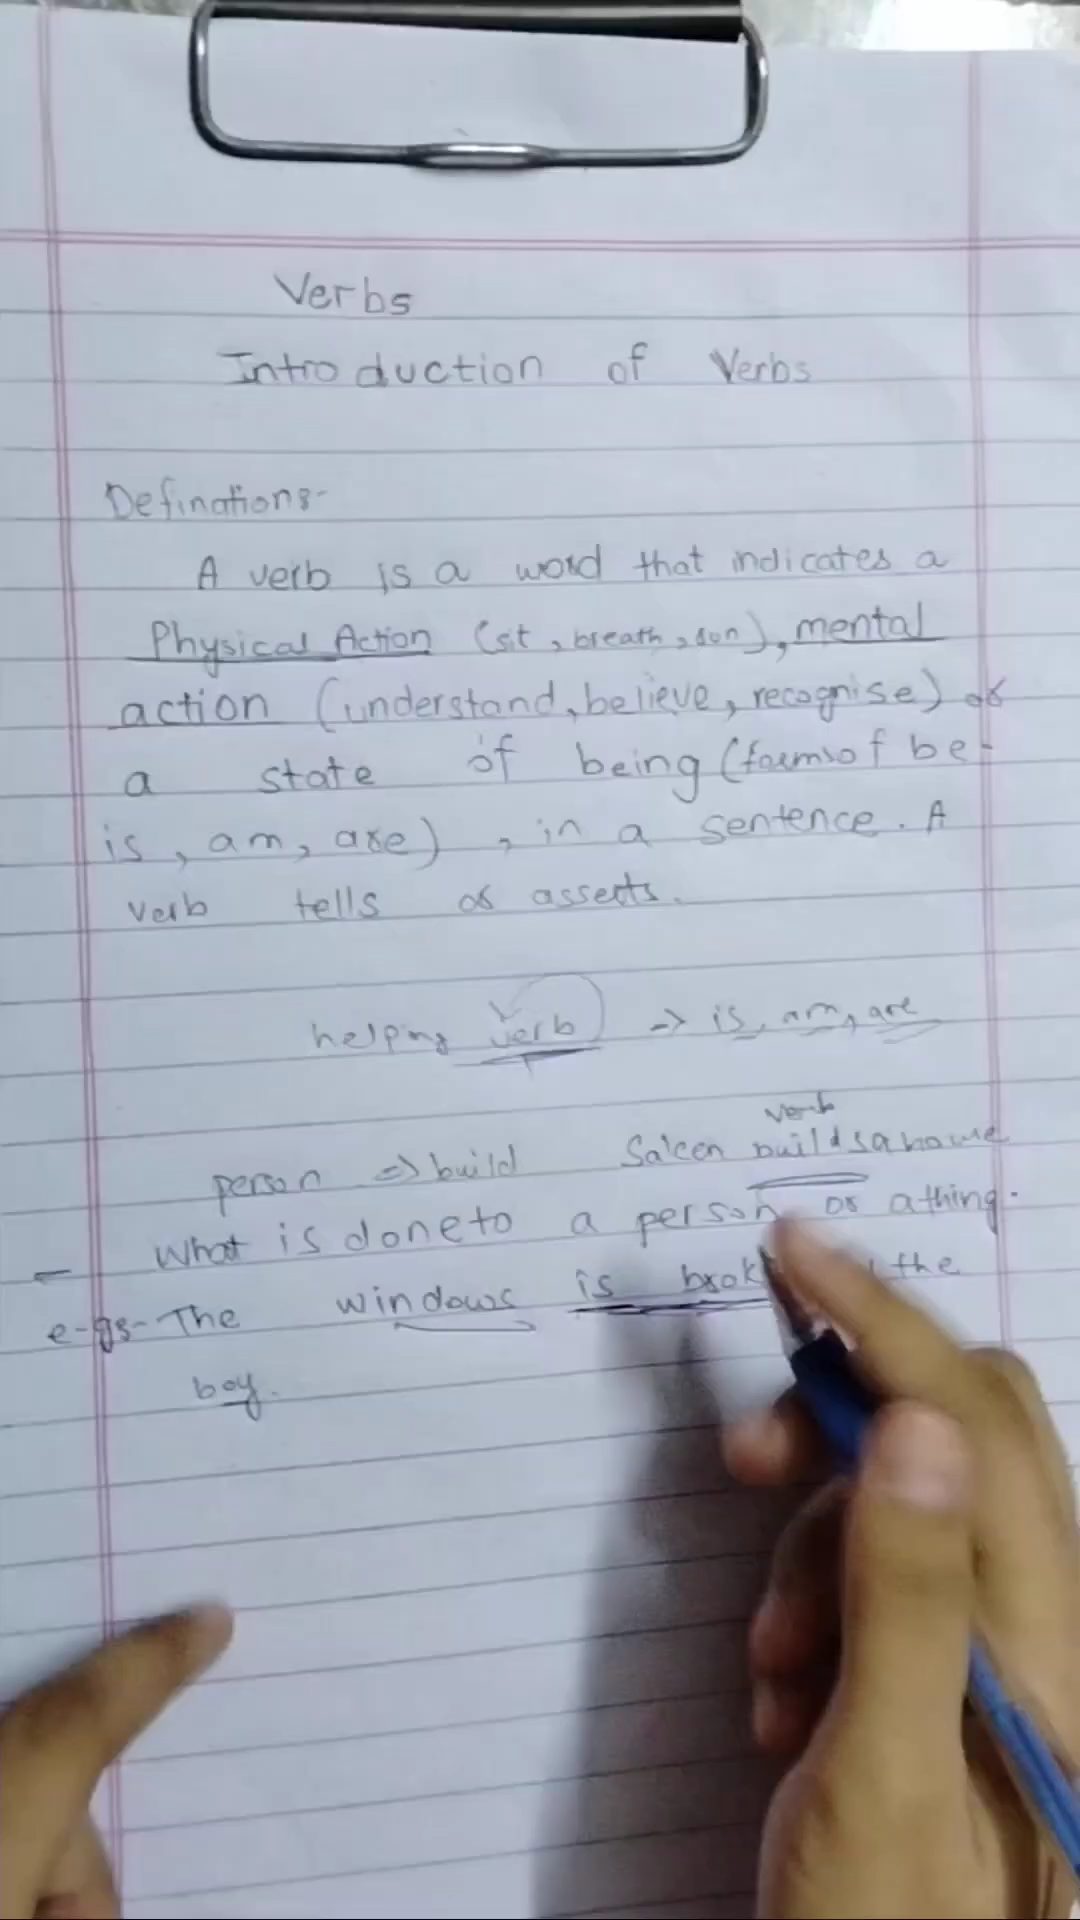 Verbs
Introduction of Verbs
Definations-
A verb is a word that indicates a
Physical Action (sit, breath, son), mental
action (understand, believe, recognise) or
a state of being (forms of be-
is, am, are) , in a sentence. A
verb tells or asserts.
helping verb -> is, am, are
verb
person => build Saleen builds a house
- What is done to a person or a thing.
e-gs- The windows is the
boy.